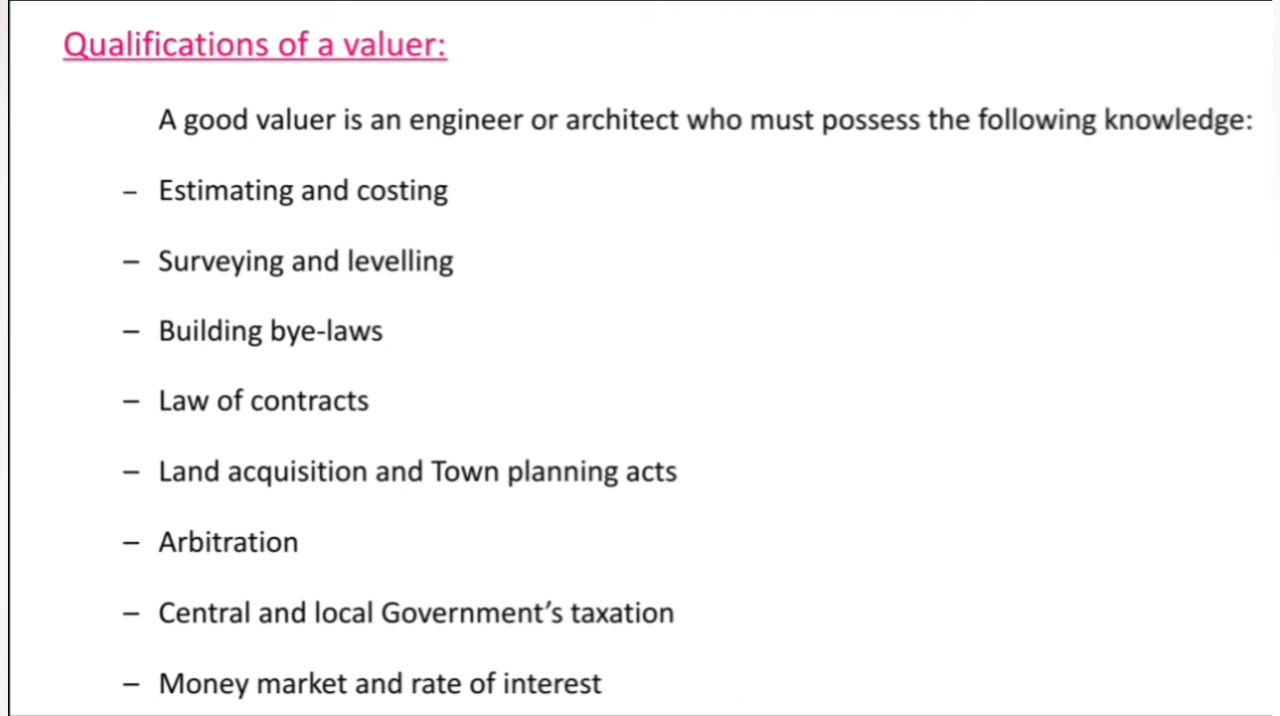 Qualifications of a valuer:
A good valuer is an engineer or architect who must possess the following knowledge:
– Estimating and costing
– Surveying and levelling
– Building bye-laws
– Law of contracts
– Land acquisition and Town planning acts
– Arbitration
– Central and local Government’s taxation
– Money market and rate of interest